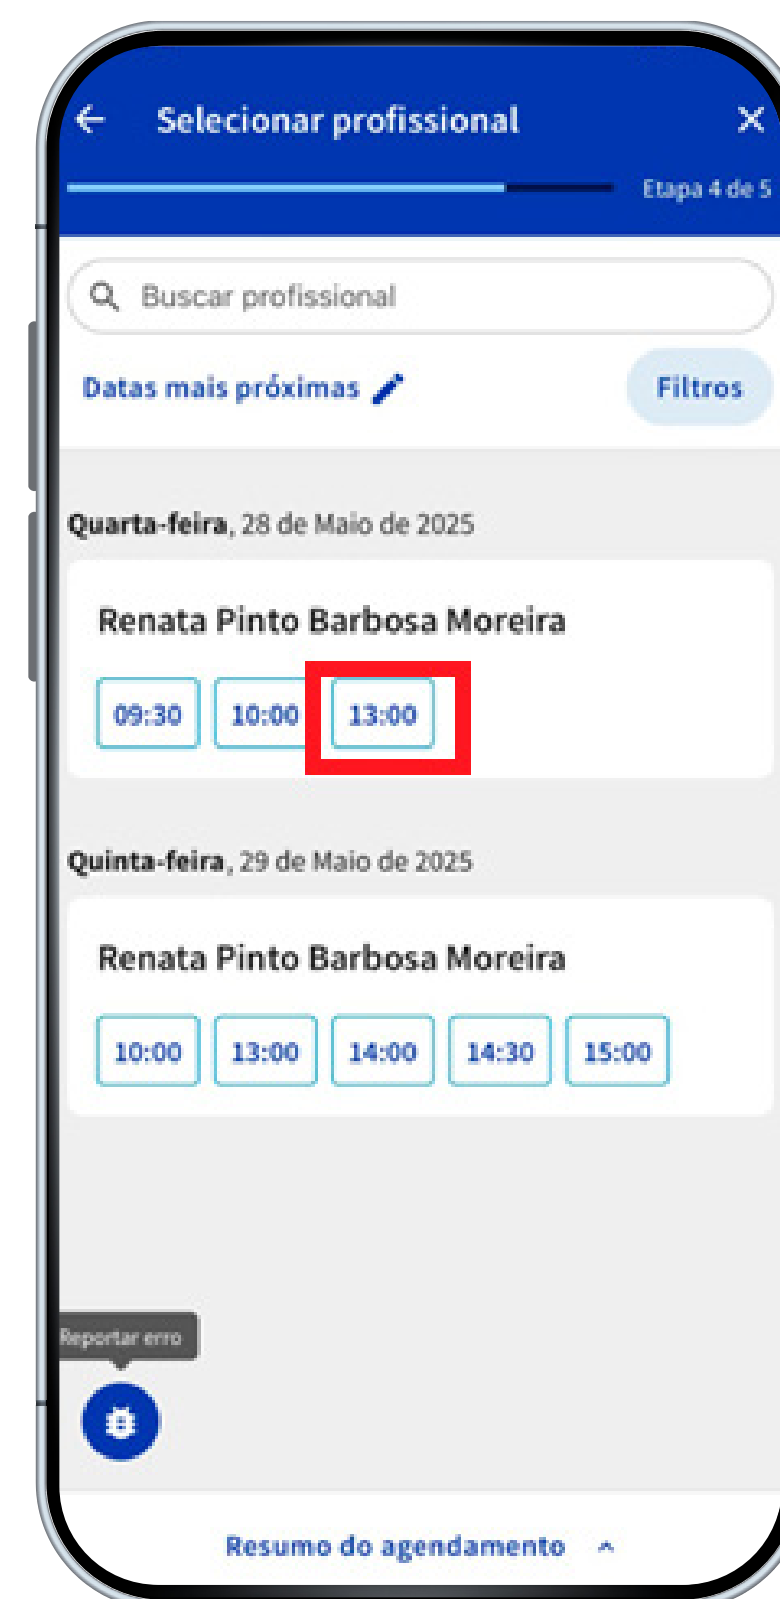 Selecionar profissional
Etapa 4 de 5
Buscar profissional
Datas mais próximas
Filtros
Quarta-feira, 28 de Maio de 2025
Renata Pinto Barbosa Moreira
09:30 10:00 13:00
Quinta-feira, 29 de Maio de 2025
Renata Pinto Barbosa Moreira
10:00 13:00 14:00 14:30 15:00
Reportar erro
Resumo do agendamento